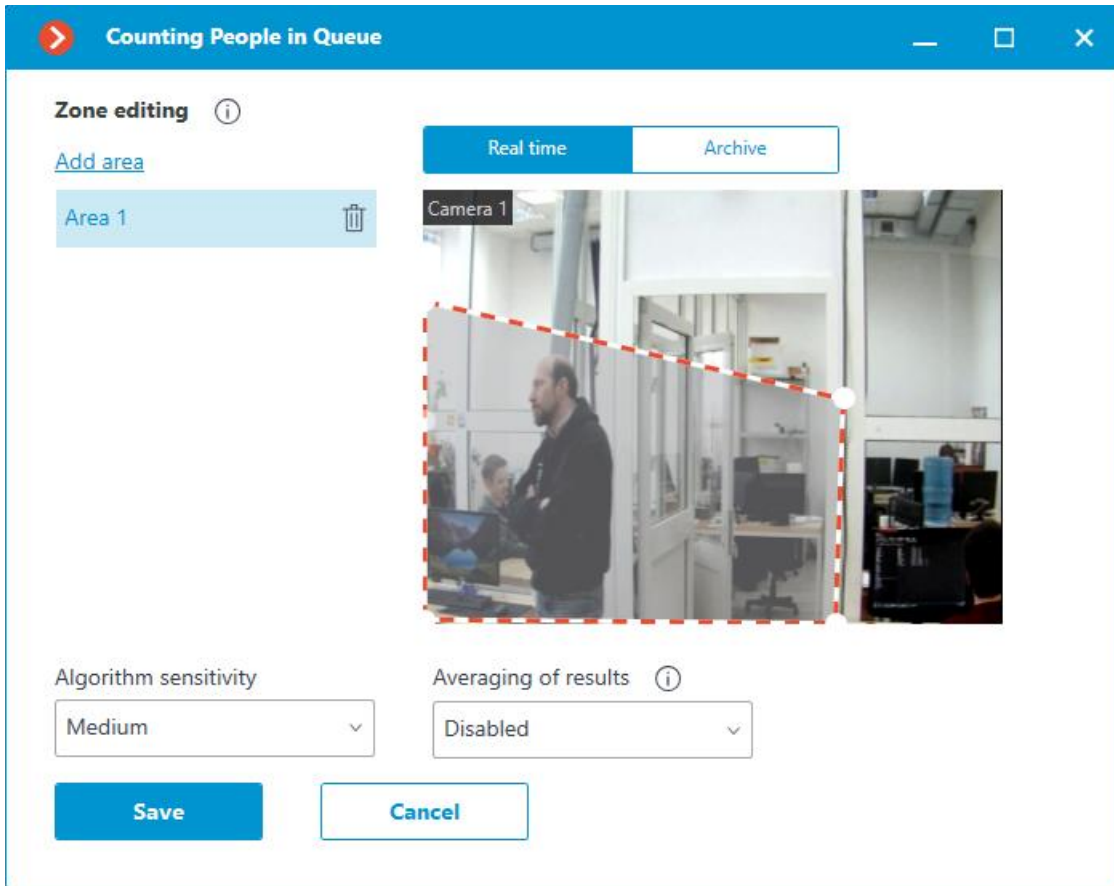 Counting People in Queue
Zone editing
Add area
Real time
Archive
Area 1
Camera 1
Algorithm sensitivity
Averaging of results
Medium
Disabled
Save
Cancel